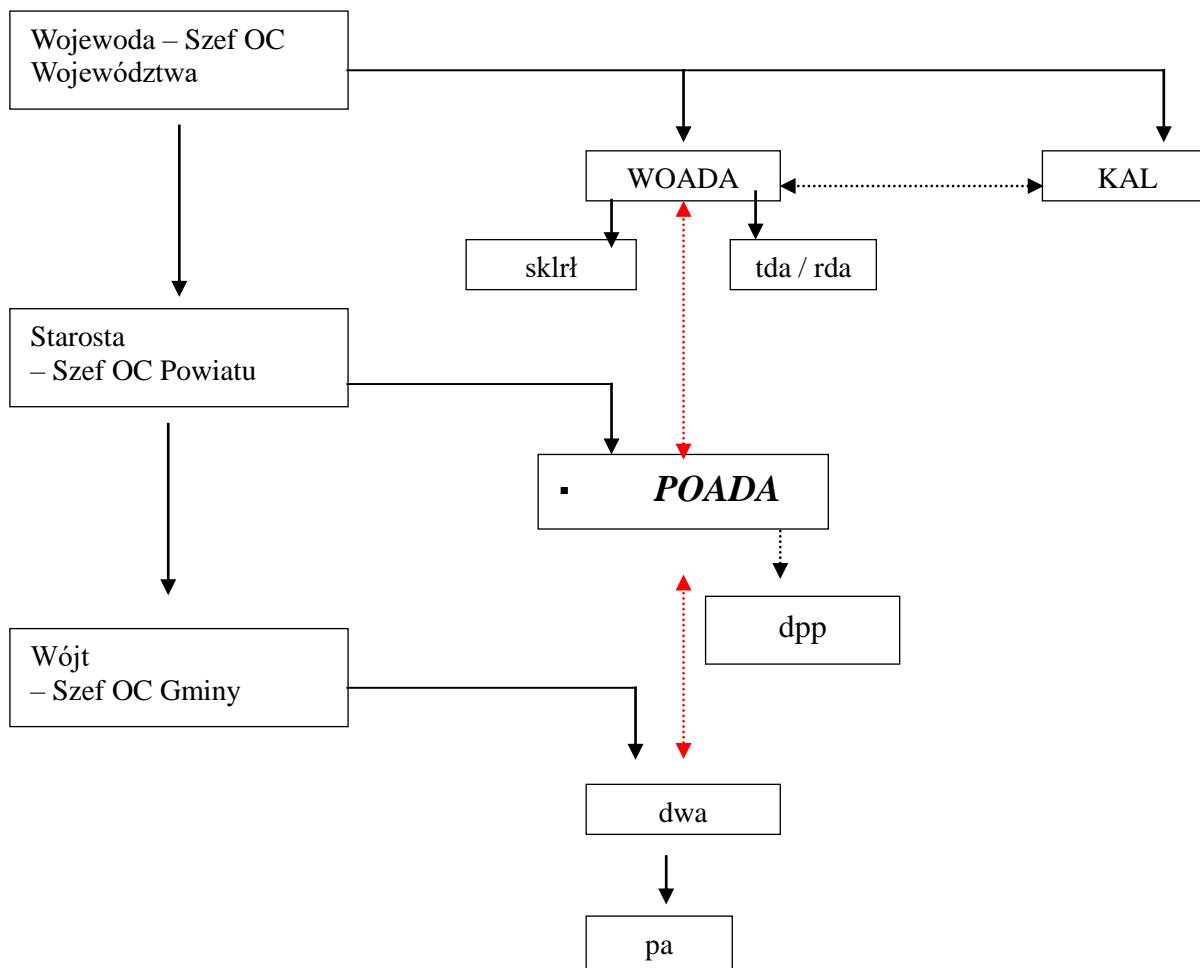 Wojewoda – Szef OC
Województwa
WOADA
KAL
sklrł
tda / rda
Starosta
– Szef OC Powiatu
▪ POADA
dpp
Wójt
– Szef OC Gminy
dwa
pa